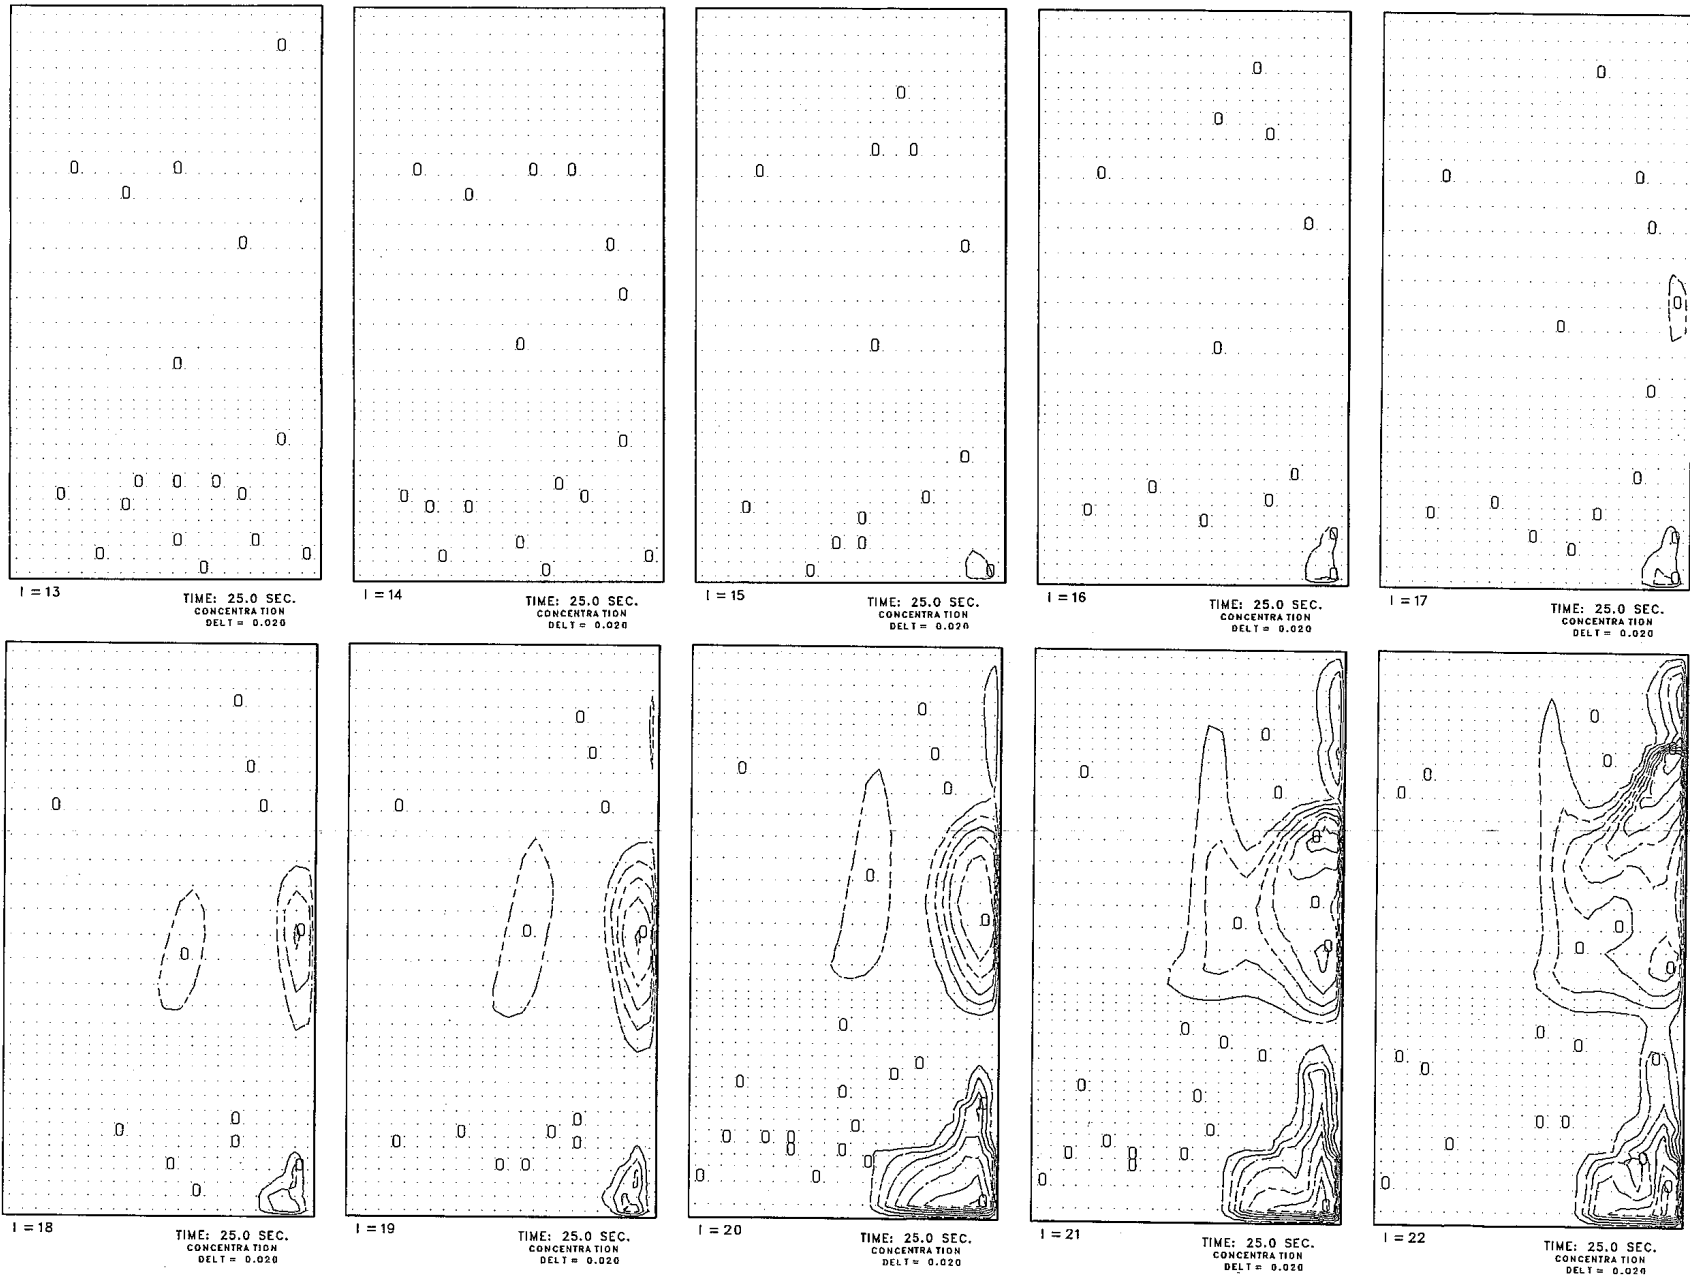 I = 13
TIME: 25.0 SEC.
CONCENTRATION
DELT = 0.020
I = 14
TIME: 25.0 SEC.
CONCENTRATION
DELT = 0.020
I = 15
TIME: 25.0 SEC.
CONCENTRATION
DELT = 0.020
I = 16
TIME: 25.0 SEC.
CONCENTRATION
DELT = 0.020
I = 17
TIME: 25.0 SEC.
CONCENTRATION
DELT = 0.020
I = 18
TIME: 25.0 SEC.
CONCENTRATION
DELT = 0.020
I = 19
TIME: 25.0 SEC.
CONCENTRATION
DELT = 0.020
I = 20
TIME: 25.0 SEC.
CONCENTRATION
DELT = 0.020
I = 21
TIME: 25.0 SEC.
CONCENTRATION
DELT = 0.020
I = 22
TIME: 25.0 SEC.
CONCENTRATION
DELT = 0.020